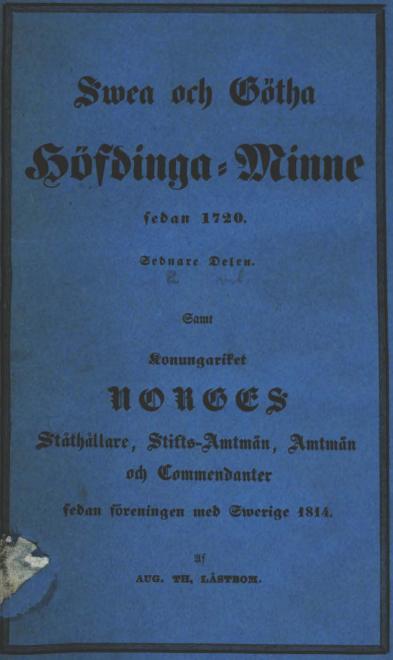 Swea och Götha
Höfdinga-Minne
sedan 1720.
Sednare Delen.
Samt
Konungariket
NORGES
Ståthållare, Stifts-Amtmän, Amtmän
och Commendanter
sedan föreningen med Swerige 1814.
Af
AUG. TH, LÅSTBOM.